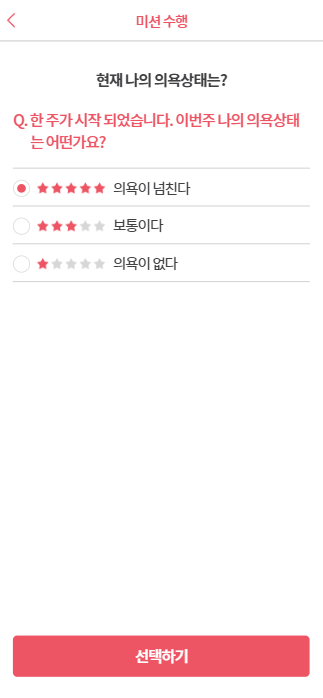 미션 수행
현재 나의 의욕상태는?
Q. 한 주가 시작 되었습니다. 이번주 나의 의욕상태
는 어떤가요?
의욕이 넘친다
보통이다
의욕이 없다
선택하기